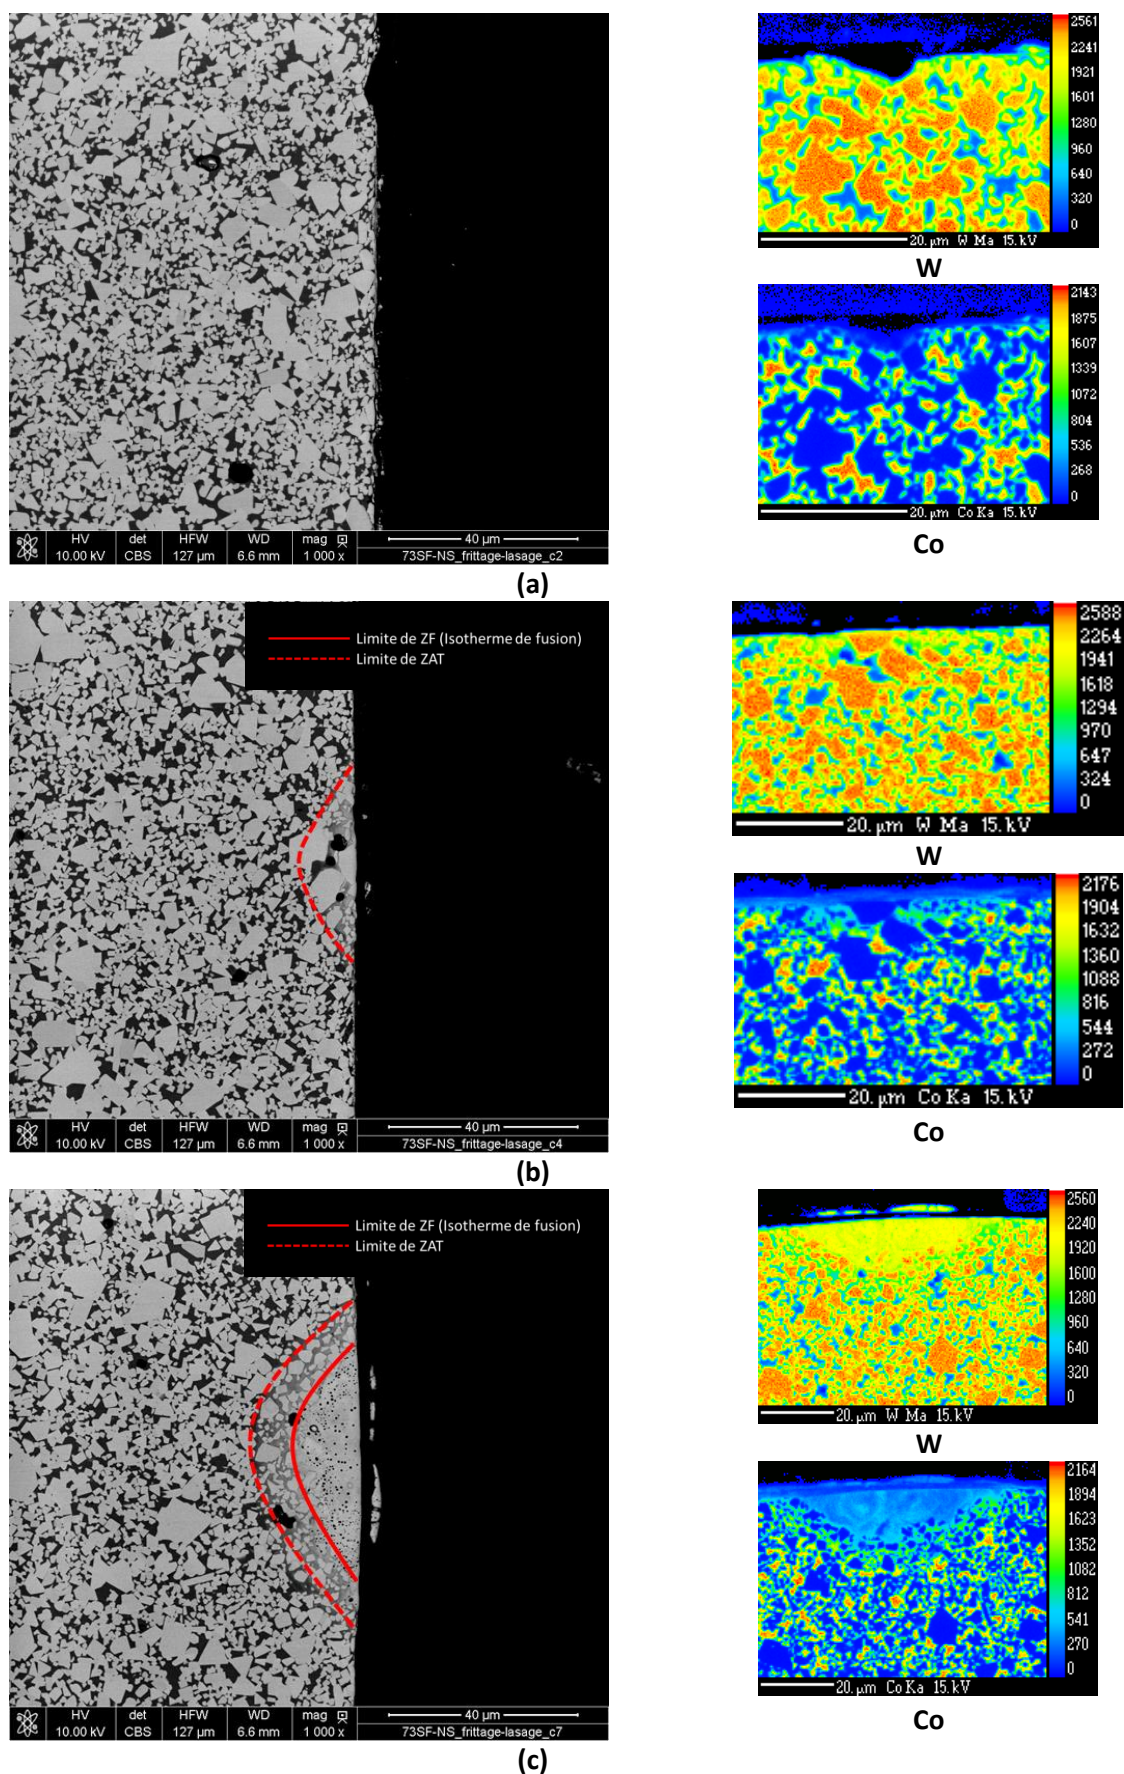 2561
2241
1921
1601
1280
960
640
320
0
20. µm W Ma 15. kV
W
2143
1875
1607
1339
1072
804
536
268
0
20. µm Co Ka 15. kV
Co
HV det HFW WD mag 40 µm
10.00 kV CBS 127 µm 6.6 mm 1 000 x 73SF-NS_frittage-lasage_c2
(a)
Limite de ZF (Isotherme de fusion)
Limite de ZAT
2588
2264
1941
1618
1294
970
647
324
0
20. µm W Ma 15. kV
W
2176
1904
1632
1360
1088
816
544
272
0
20. µm Co Ka 15. kV
Co
HV det HFW WD mag 40 µm
10.00 kV CBS 127 µm 6.6 mm 1 000 x 73SF-NS_frittage-lasage_c4
(b)
Limite de ZF (Isotherme de fusion)
Limite de ZAT
2560
2240
1920
1600
1280
960
640
320
0
20. µm W Ma 15. kV
W
2164
1894
1623
1352
1082
812
541
270
0
20. µm Co Ka 15. kV
Co
HV det HFW WD mag 40 µm
10.00 kV CBS 127 µm 6.6 mm 1 000 x 73SF-NS_frittage-lasage_c7
(c)